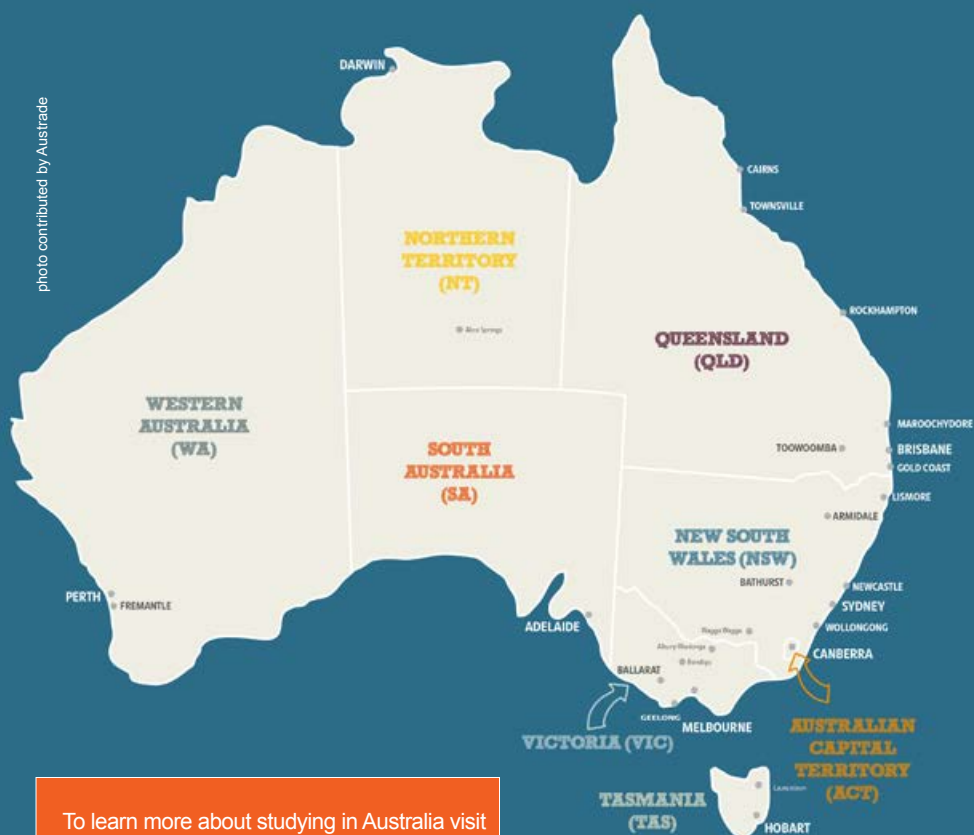 photo contributed by Austrade
DARWIN
CAIRNS
TOWNSVILLE
NORTHERN
TERRITORY
(NT)
Alice Springs
ROCKHAMPTON
QUEENSLAND
(QLD)
WESTERN
AUSTRALIA
(WA)
SOUTH
AUSTRALIA
(SA)
MAROOCHYDORE
TOOWOOMBA
BRISBANE
GOLD COAST
LISMORE
ARMIDALE
NEW SOUTH
WALES (NSW)
BATHURST
NEWCASTLE
SYDNEY
WOLLONGONG
PERTH
FREMANTLE
ADELAIDE
Wagga Wagga
Albury Wodonga
Bendigo
CANBERRA
BALLARAT
GEELONG
MELBOURNE
VICTORIA (VIC)
AUSTRALIAN
CAPITAL
TERRITORY
(ACT)
Launceston
TASMANIA
(TAS)
HOBART
To learn more about studying in Australia visit